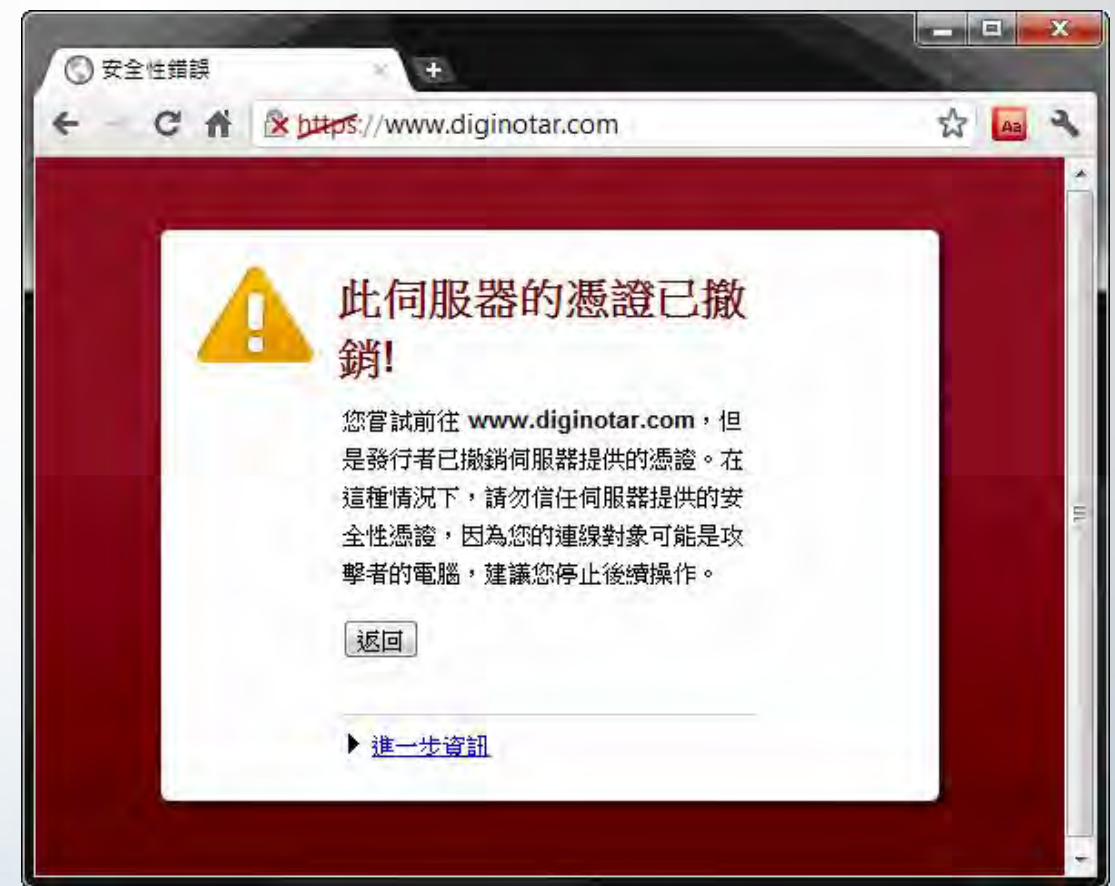 安全性錯誤
https://www.diginotar.com
Aa
此伺服器的憑證已撤
銷!
您嘗試前往 www.diginotar.com，但
是發行者已撤銷伺服器提供的憑證。在
這種情況下，請勿信任伺服器提供的安
全性憑證，因為您的連線對象可能是攻
擊者的電腦，建議您停止後續操作。
返回
進一步資訊